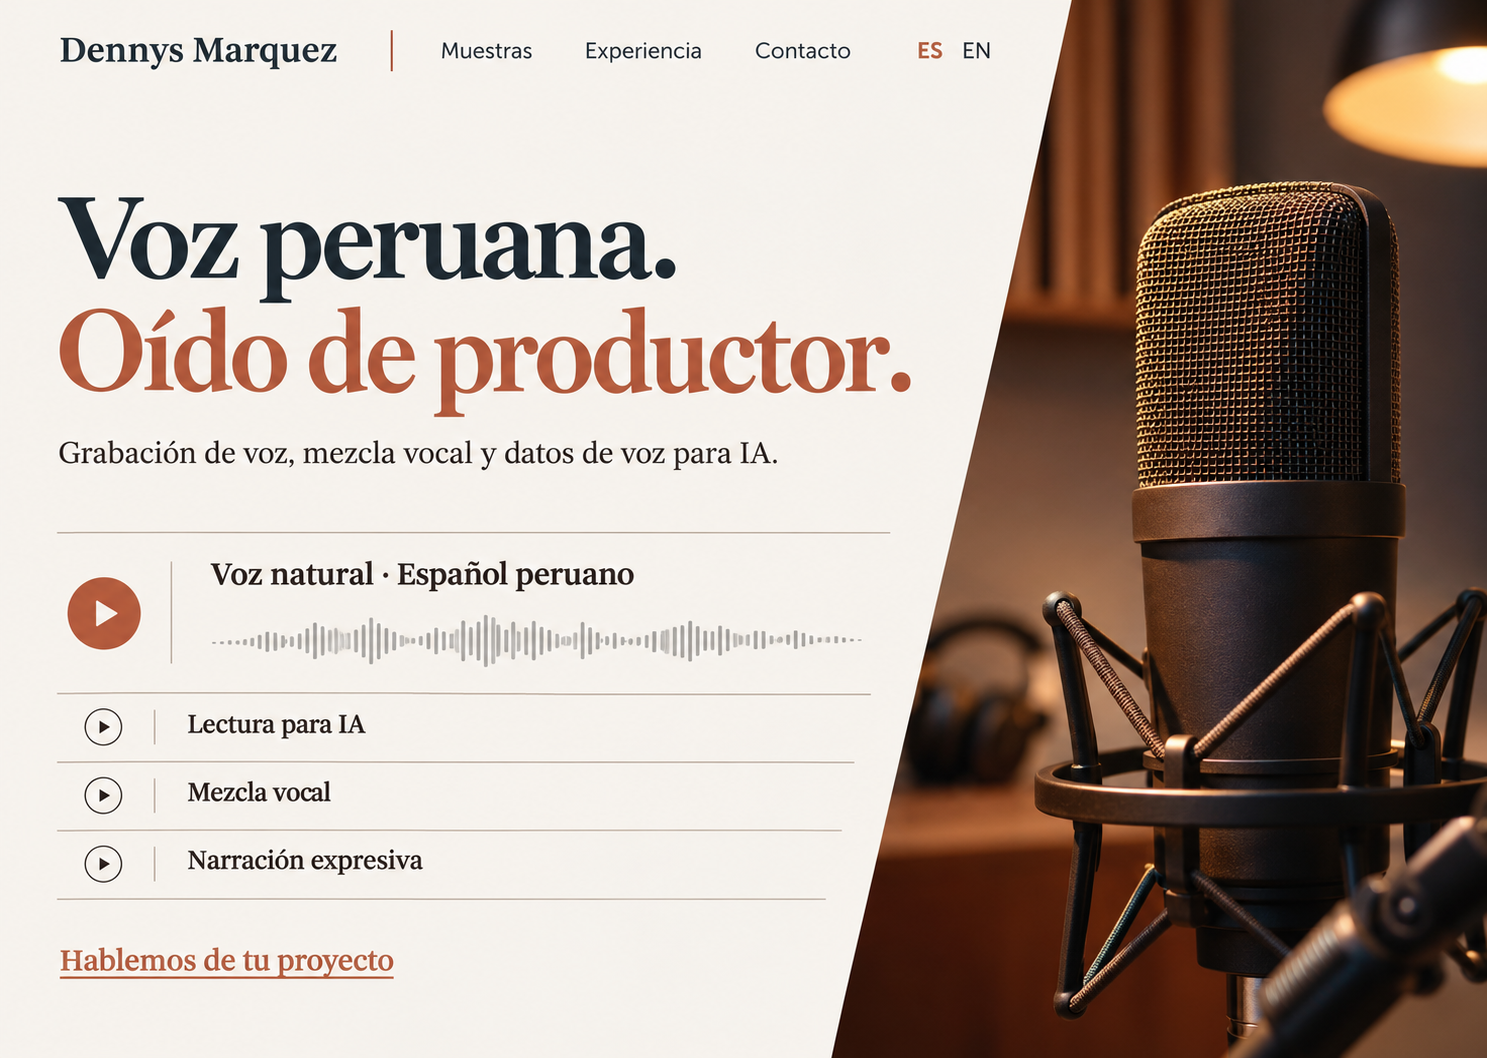 Dennys Marquez
Muestras
Experiencia
Contacto
ES EN
Voz peruana.
Oído de productor.
Grabación de voz, mezcla vocal y datos de voz para IA.
Voz natural · Español peruano
Lectura para IA
Mezcla vocal
Narración expresiva
Hablemos de tu proyecto